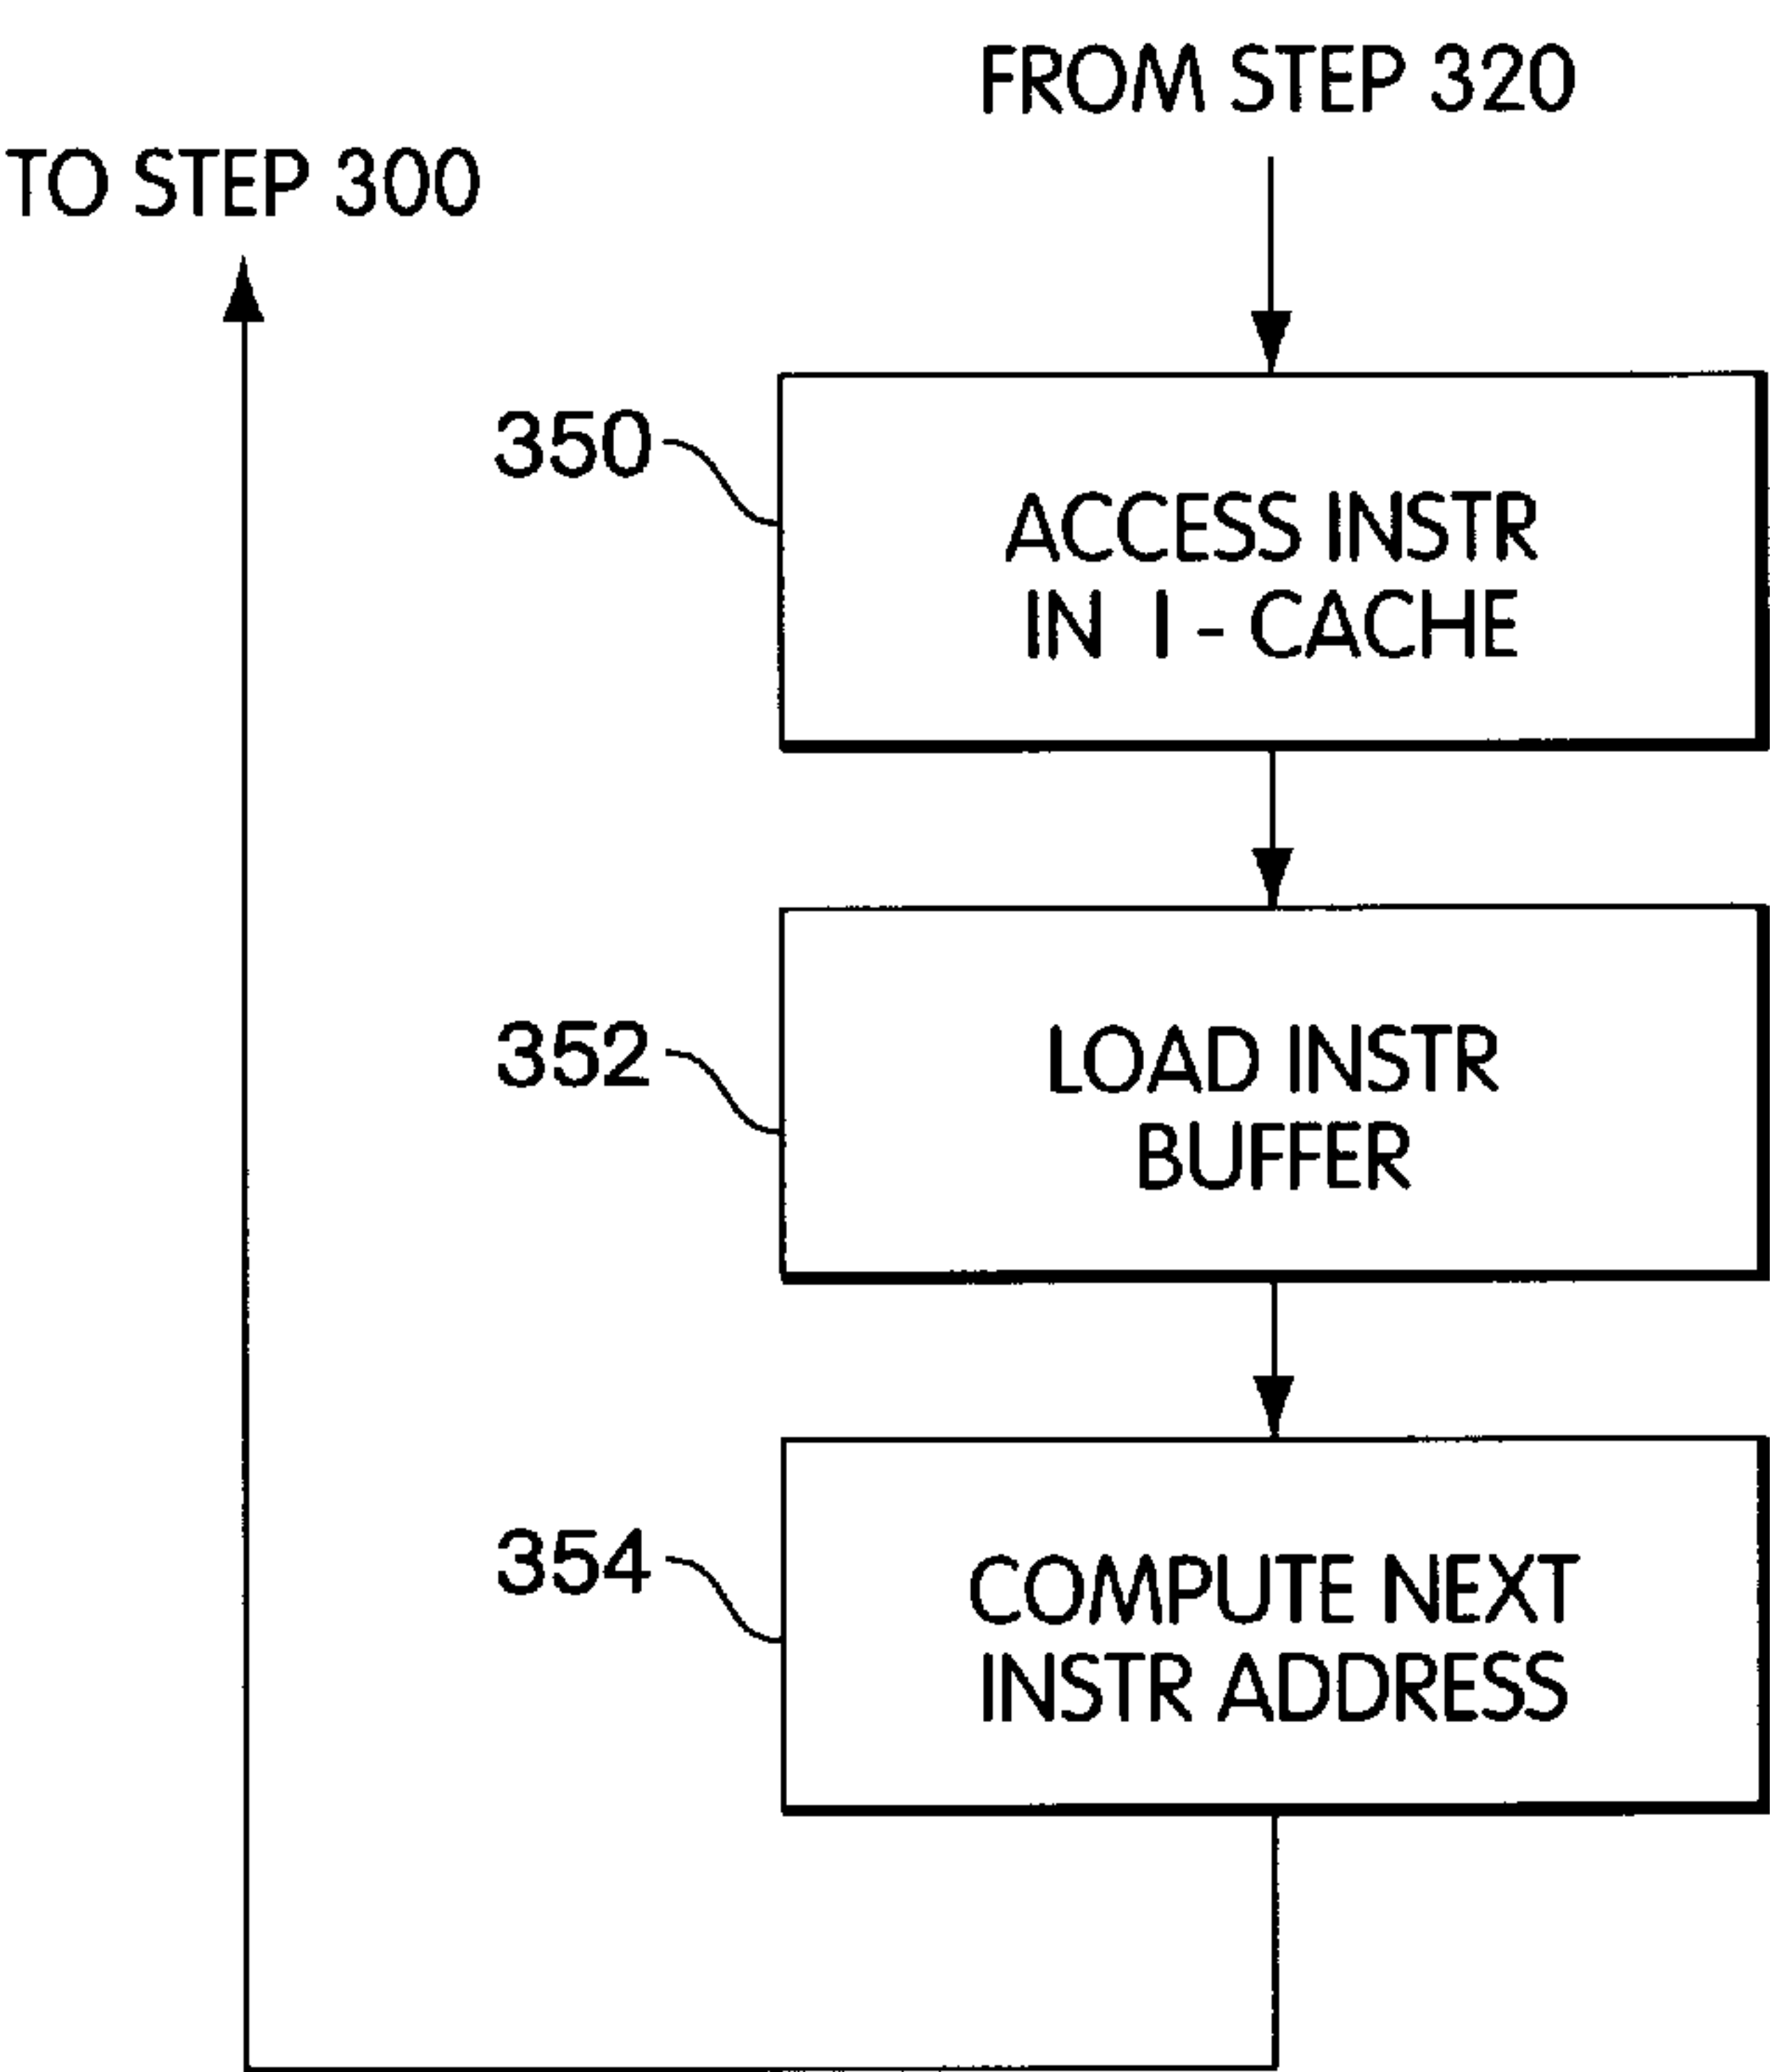 FROM STEP 320
TO STEP 300
350
ACCESS INSTR
IN I - CACHE
352
LOAD INSTR
BUFFER
354
COMPUTE NEXT
INSTR ADDRESS